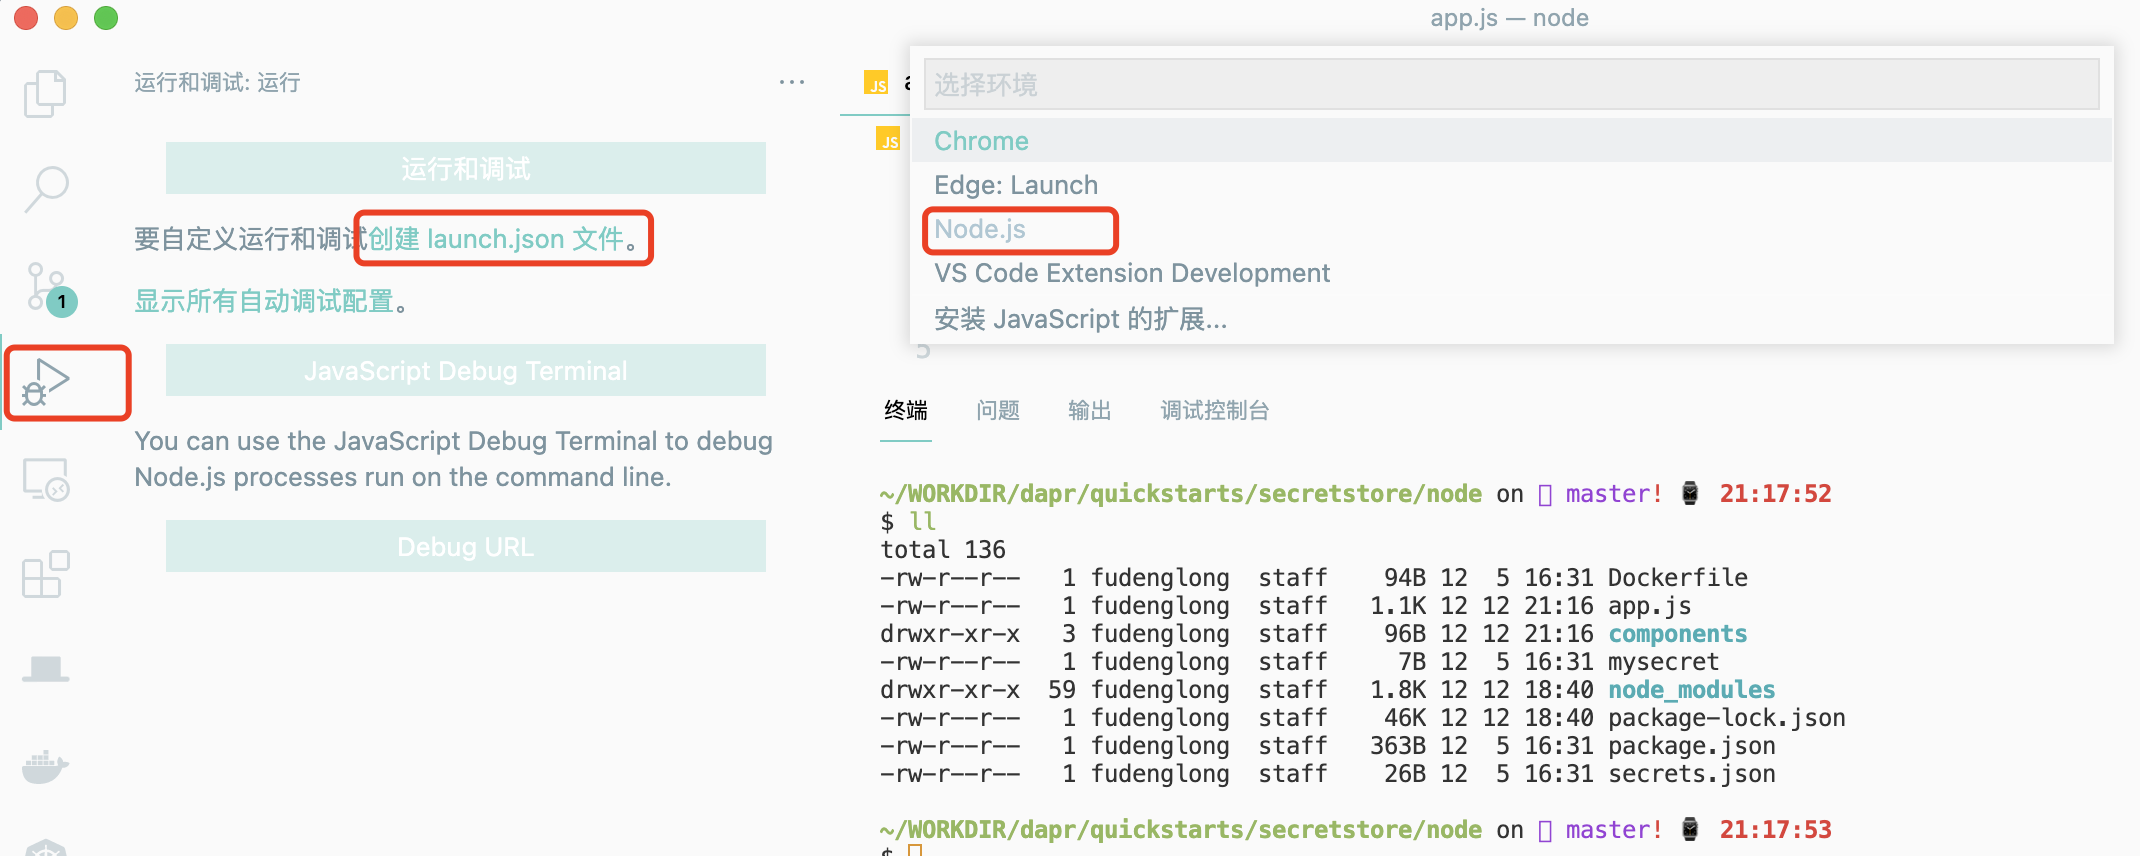 app.js — node
运行和调试: 运行
运行和调试
要自定义运行和调试创建 launch.json 文件。
显示所有自动调试配置。
1
JavaScript Debug Terminal
You can use the JavaScript Debug Terminal to debug
Node.js processes run on the command line.
Debug URL
JS a
JS
选择环境
Chrome
Edge: Launch
Node.js
VS Code Extension Development
安装 JavaScript 的扩展...
5
终端 问题 输出 调试控制台
~/WORKDIR/dapr/quickstarts/secretstore/node on master! 21:17:52
$ ll
total 136
-rw-r--r-- 1 fudenglong staff 94B 12 5 16:31 Dockerfile
-rw-r--r-- 1 fudenglong staff 1.1K 12 12 21:16 app.js
drwxr-xr-x 3 fudenglong staff 96B 12 12 21:16 components
-rw-r--r-- 1 fudenglong staff 7B 12 5 16:31 mysecret
drwxr-xr-x 59 fudenglong staff 1.8K 12 12 18:40 node_modules
-rw-r--r-- 1 fudenglong staff 46K 12 12 18:40 package-lock.json
-rw-r--r-- 1 fudenglong staff 363B 12 5 16:31 package.json
-rw-r--r-- 1 fudenglong staff 26B 12 5 16:31 secrets.json
~/WORKDIR/dapr/quickstarts/secretstore/node on master! 21:17:53
$